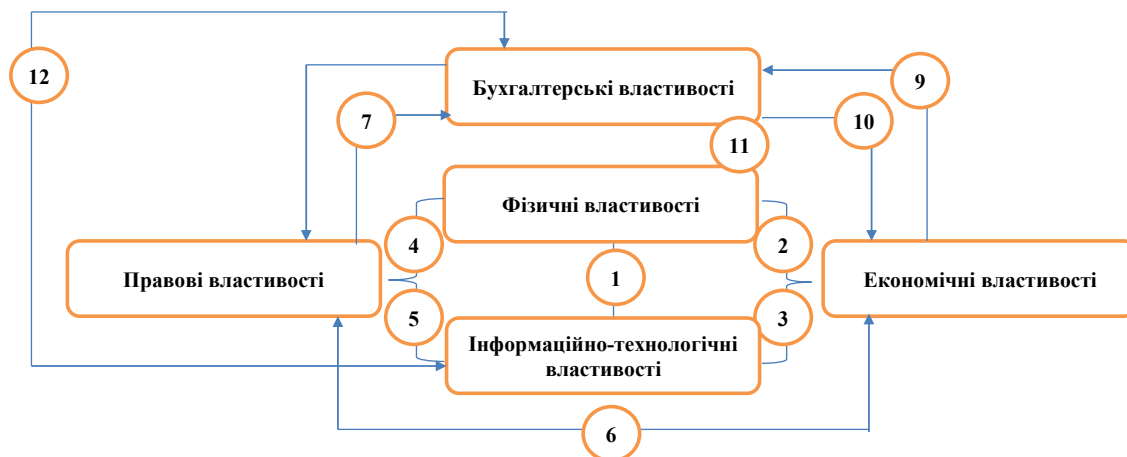 12
Бухгалтерські властивості
9
7
10
11
Фізичні властивості
4
2
Правові властивості
1
Економічні властивості
5
3
Інформаційно-технологічні
властивості
6